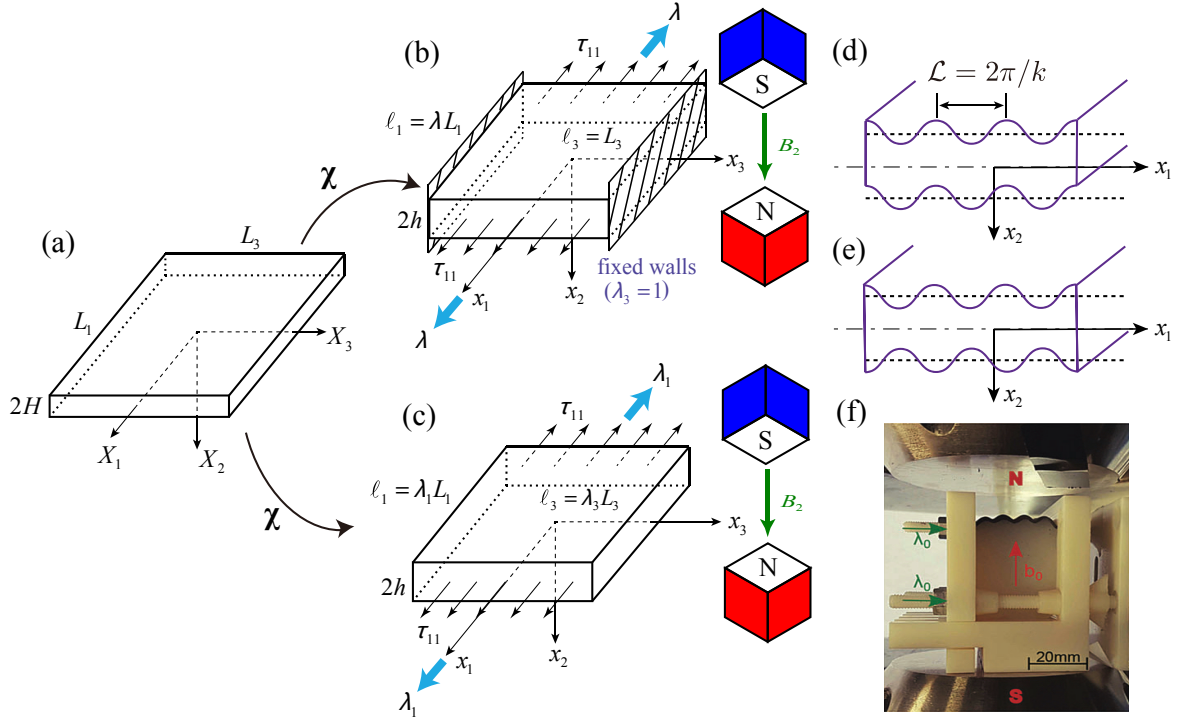 (a)
L₃
L₁
2H
X₃
X₁
X₂
χ
χ
(b)
λ
τ₁₁
ℓ₁ = λL₁
ℓ₃ = L₃
x₃
2h
τ₁₁
x₁
x₂
λ
fixed walls
(λ₃ = 1)
S
B₂
N
(c)
λ₁
τ₁₁
ℓ₁ = λ₁L₁
ℓ₃ = λ₃L₃
x₃
2h
τ₁₁
x₁
x₂
λ₁
S
B₂
N
(d)
ℒ = 2π/k
x₁
x₂
(e)
x₁
x₂
(f)
N
λ₀
b₀
λ₀
20mm
S